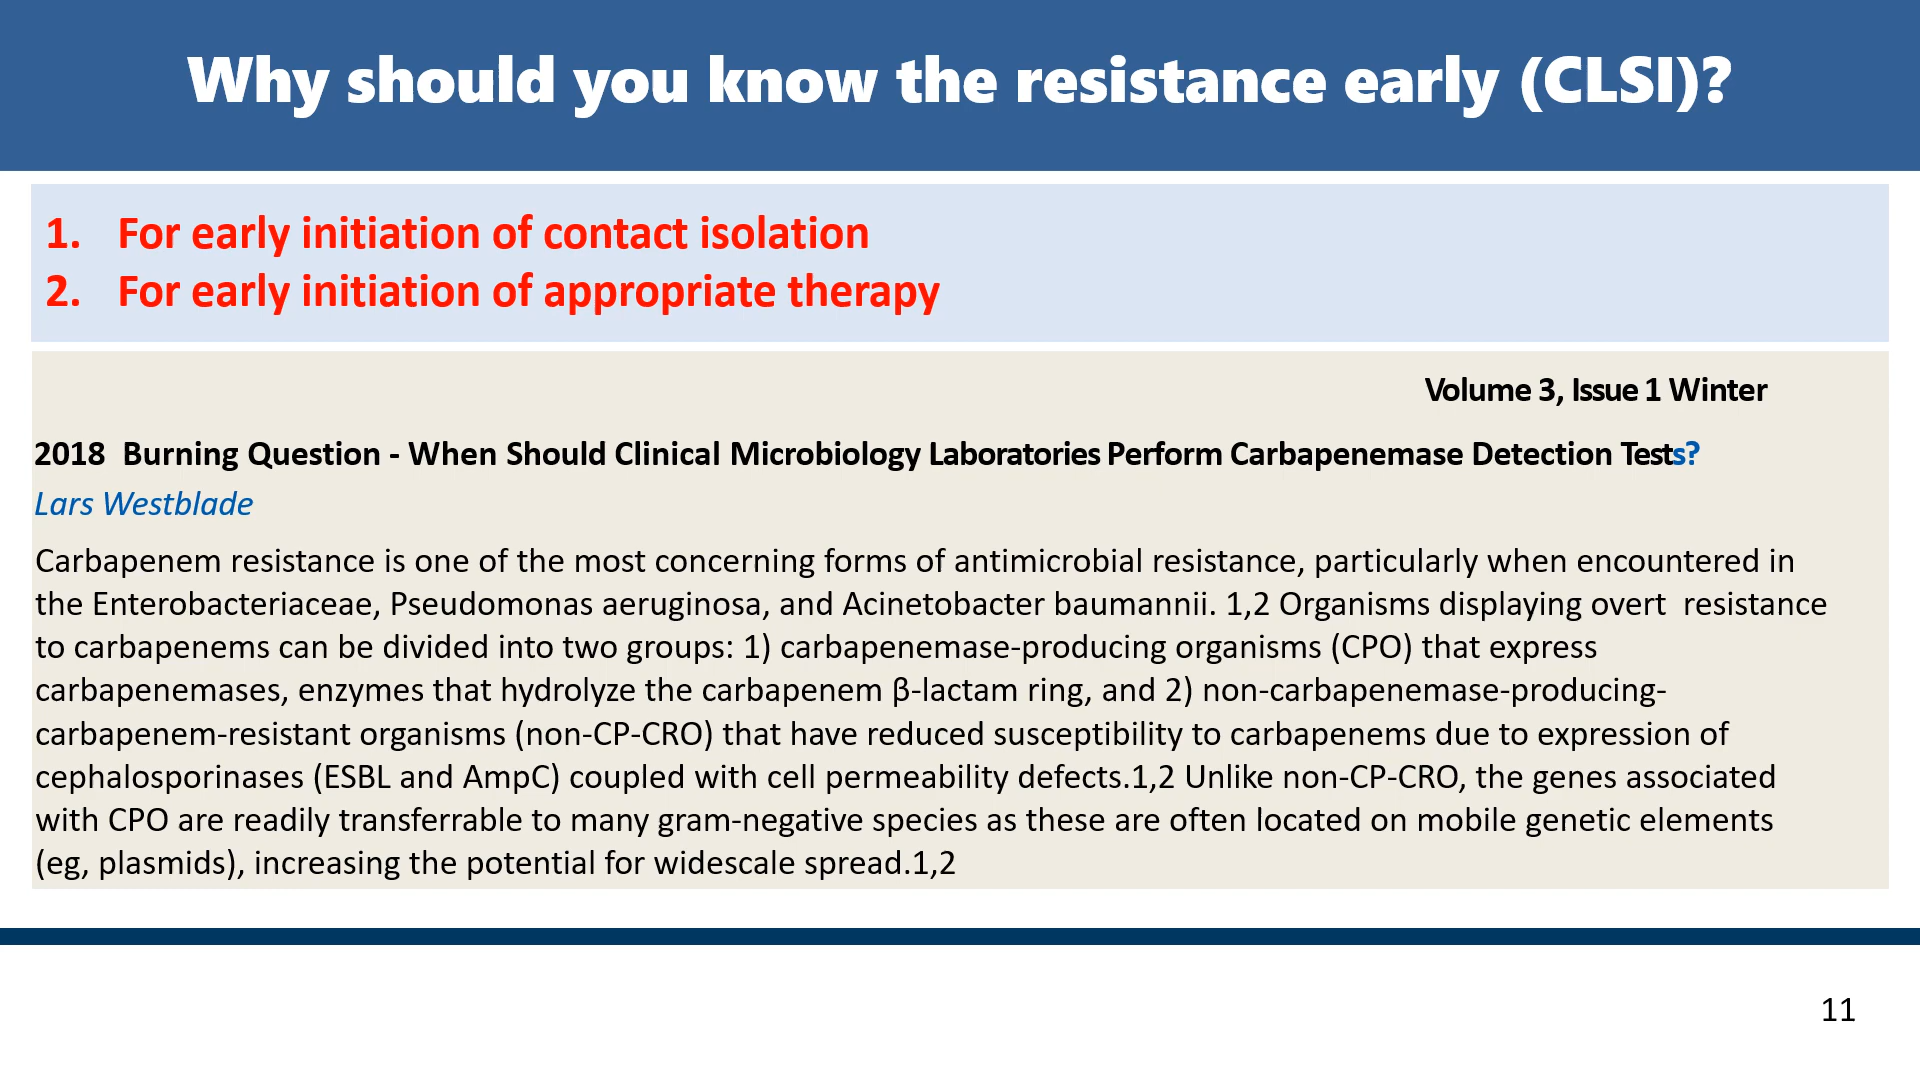 Why should you know the resistance early (CLSI)?
1. For early initiation of contact isolation
2. For early initiation of appropriate therapy
Volume 3, Issue 1 Winter
2018  Burning Question - When Should Clinical Microbiology Laboratories Perform Carbapenemase Detection Tests?
Lars Westblade
Carbapenem resistance is one of the most concerning forms of antimicrobial resistance, particularly when encountered in
the Enterobacteriaceae, Pseudomonas aeruginosa, and Acinetobacter baumannii. 1,2 Organisms displaying overt  resistance
to carbapenems can be divided into two groups: 1) carbapenemase-producing organisms (CPO) that express
carbapenemases, enzymes that hydrolyze the carbapenem β-lactam ring, and 2) non-carbapenemase-producing-
carbapenem-resistant organisms (non-CP-CRO) that have reduced susceptibility to carbapenems due to expression of
cephalosporinases (ESBL and AmpC) coupled with cell permeability defects.1,2 Unlike non-CP-CRO, the genes associated
with CPO are readily transferrable to many gram-negative species as these are often located on mobile genetic elements
(eg, plasmids), increasing the potential for widescale spread.1,2
11